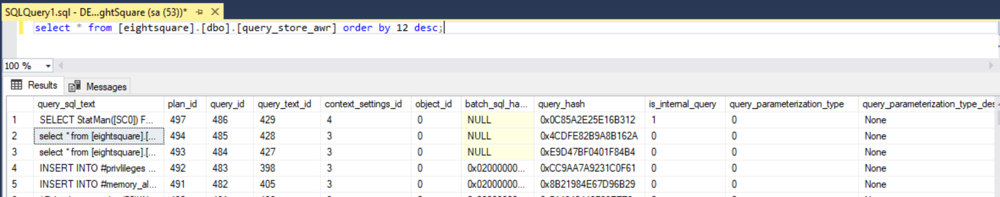 SQLQuery1.sql - DE...ghtSquare (sa (53))*
select * from [eightsquare].[dbo].[query_store_awr] order by 12 desc;
100 %
Results Messages
query_sql_text plan_id query_id query_text_id context_settings_id object_id batch_sql_ha... query_hash is_internal_query query_parameterization_type query_parameterization_type_des
1 SELECT StatMan([SC0]) F... 497 486 429 4 0 NULL 0x0C85A2E25E16B312 1 0 None
2 select * from [eightsquare].[... 494 485 428 3 0 NULL 0x4CDFE82B9A8B162A 0 0 None
3 select * from [eightsquare].[... 493 484 427 3 0 NULL 0xE9D47BF0401F84B4 0 0 None
4 INSERT INTO #privlileges ... 492 483 398 3 0 0x02000000... 0xCC9AA7A9231C0F61 0 0 None
5 INSERT INTO #memory_al... 491 482 405 3 0 0x02000000... 0x8B21984E67D96B29 0 0 None